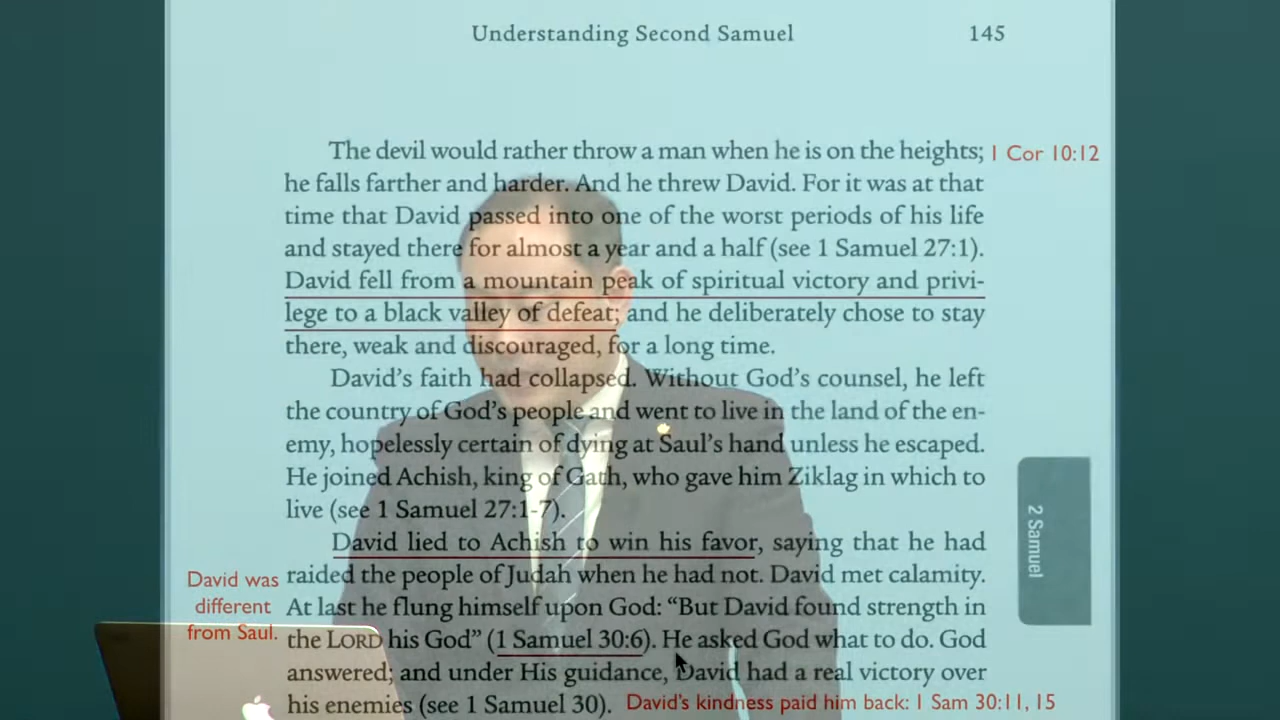 Understanding Second Samuel 145
The devil would rather throw a man when he is on the heights; 1 Cor 10:12
he falls farther and harder. And he threw David. For it was at that
time that David passed into one of the worst periods of his life
and stayed there for almost a year and a half (see 1 Samuel 27:1).
David fell from a mountain peak of spiritual victory and privi-
lege to a black valley of defeat; and he deliberately chose to stay
there, weak and discouraged, for a long time.
David's faith had collapsed. Without God's counsel, he left
the country of God's people and went to live in the land of the en-
emy, hopelessly certain of dying at Saul's hand unless he escaped.
He joined Achish, king of Gath, who gave him Ziklag in which to
live (see 1 Samuel 27:1-7).
David lied to Achish to win his favor, saying that he had
raided the people of Judah when he had not. David met calamity.
At last he flung himself upon God: “But David found strength in
the LORD his God” (1 Samuel 30:6). He asked God what to do. God
answered; and under His guidance, David had a real victory over
his enemies (see 1 Samuel 30). David's kindness paid him back: 1 Sam 30:11, 15
David was
different
from Saul.
2 Samuel